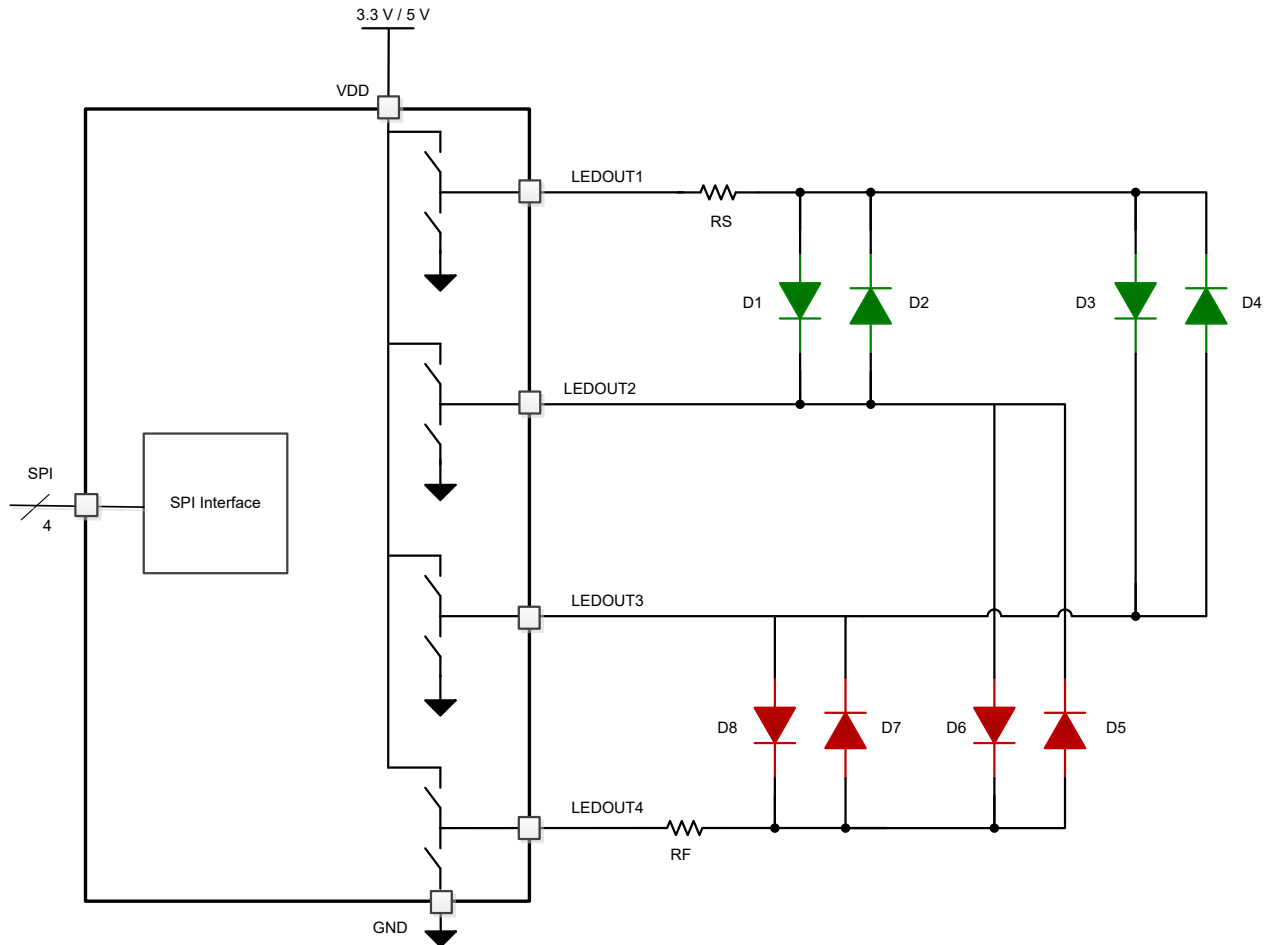 3.3 V / 5 V
VDD
LEDOUT1
RS
D1
D2
D3
D4
LEDOUT2
SPI
4
SPI Interface
LEDOUT3
D8
D7
D6
D5
LEDOUT4
RF
GND